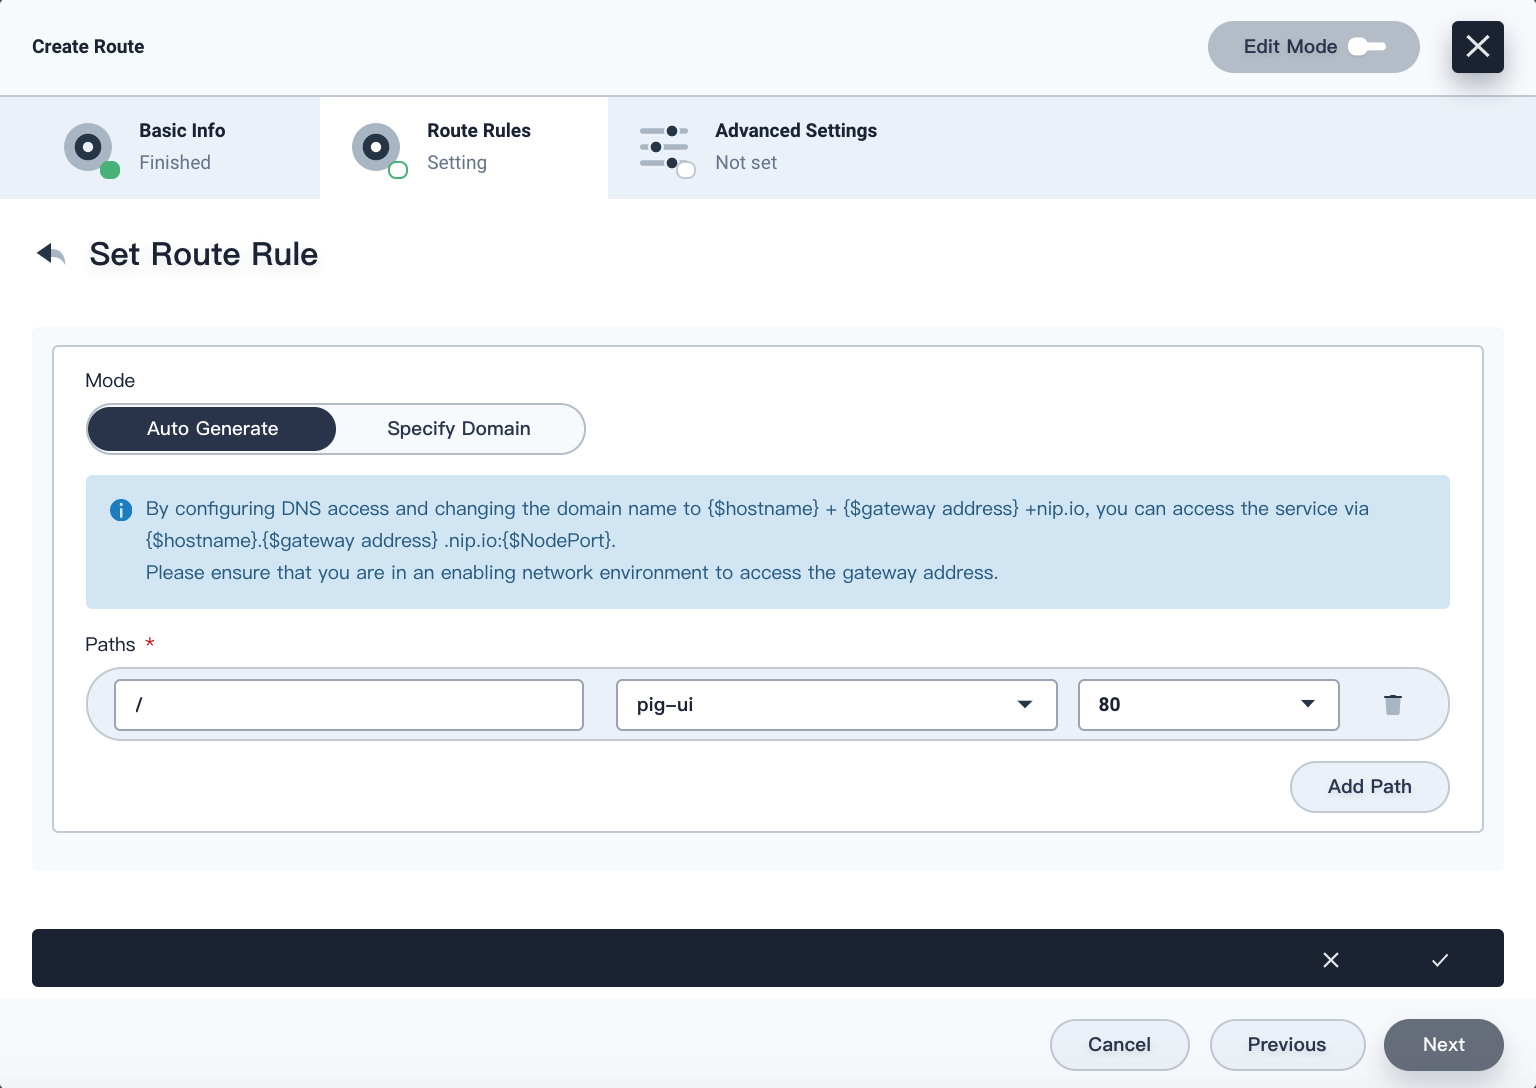 Create Route
Edit Mode
Basic Info
Finished
Route Rules
Setting
Advanced Settings
Not set
Set Route Rule
Mode
Auto Generate
Specify Domain
By configuring DNS access and changing the domain name to {$hostname} + {$gateway address} +nip.io, you can access the service via
{$hostname}.{$gateway address} .nip.io:{$NodePort}.
Please ensure that you are in an enabling network environment to access the gateway address.
Paths *
/
pig-ui
80
Add Path
Cancel
Previous
Next